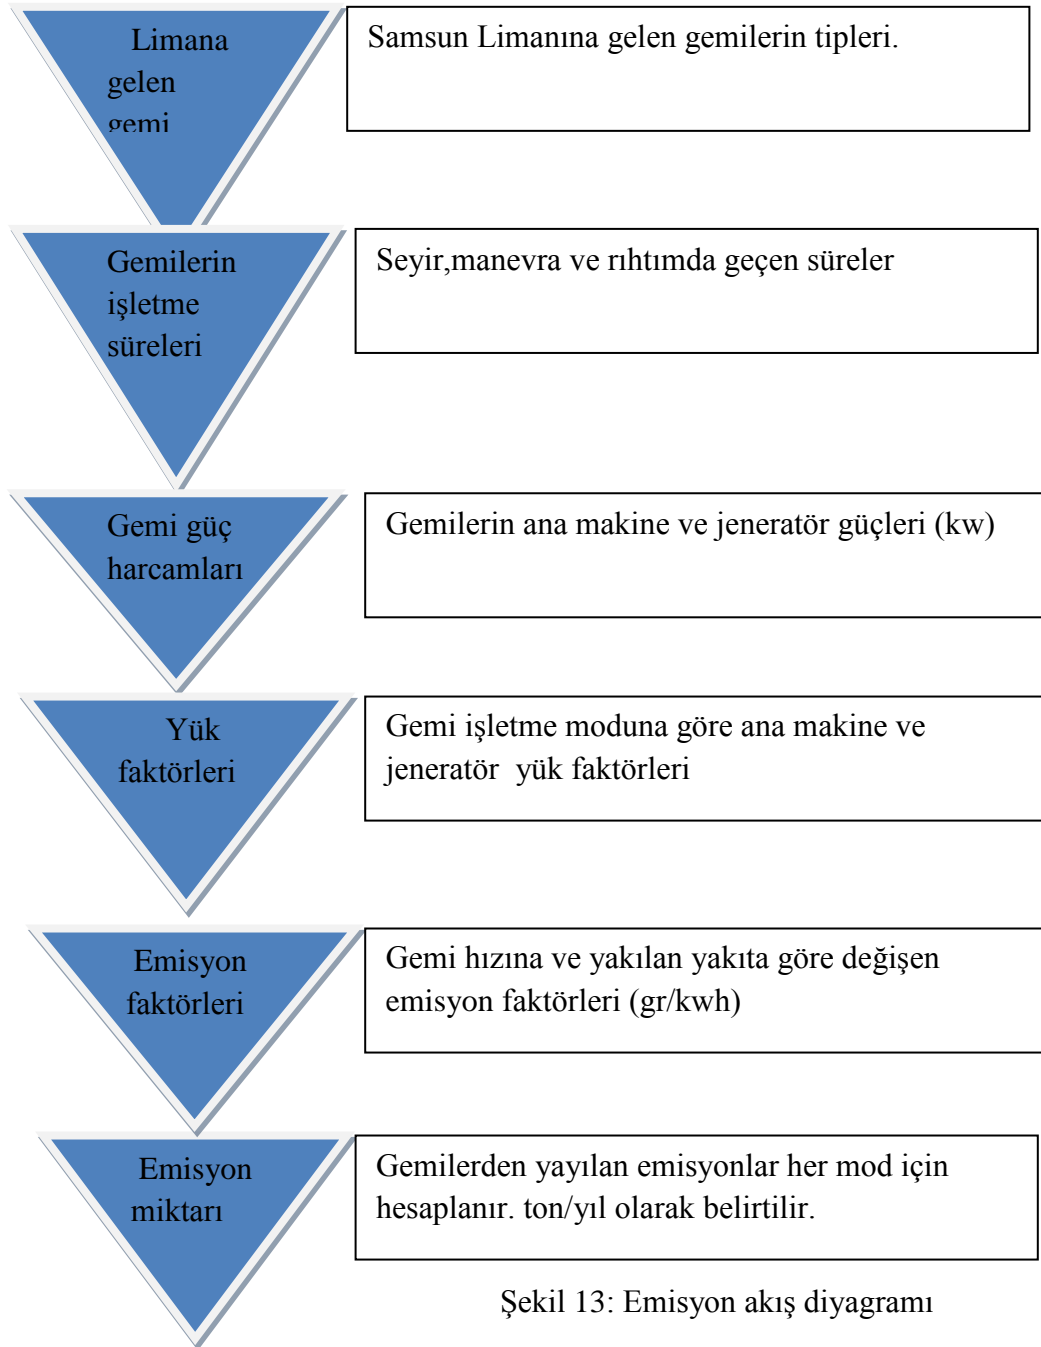 Limana
gelen
gemi
Samsun Limanına gelen gemilerin tipleri.
Gemilerin
işletme
süreleri
Seyir,manevra ve rıhtımda geçen süreler
Gemi güç
harcamları
Gemilerin ana makine ve jeneratör güçleri (kw)
Yük
faktörleri
Gemi işletme moduna göre ana makine ve
jeneratör yük faktörleri
Emisyon
faktörleri
Gemi hızına ve yakılan yakıta göre değişen
emisyon faktörleri (gr/kwh)
Emisyon
miktarı
Gemilerden yayılan emisyonlar her mod için
hesaplanır. ton/yıl olarak belirtilir.
Şekil 13: Emisyon akış diyagramı